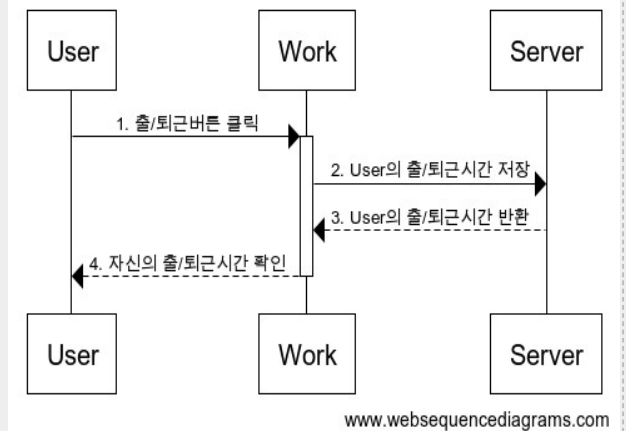 User
Work
Server
1. 출/퇴근버튼 클릭
2. User의 출/퇴근시간 저장
3. User의 출/퇴근시간 반환
4. 자신의 출/퇴근시간 확인
User
Work
Server
www.websequencediagrams.com